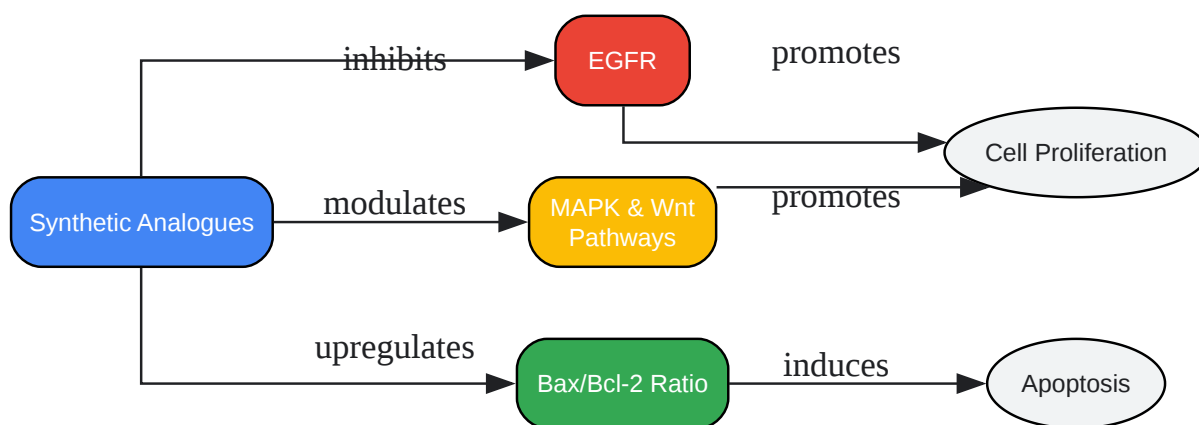 inhibits
EGFR
promotes
Cell Proliferation
Synthetic Analogues
modulates
MAPK & Wnt
Pathways
promotes
upregulates
Bax/Bcl-2 Ratio
induces
Apoptosis